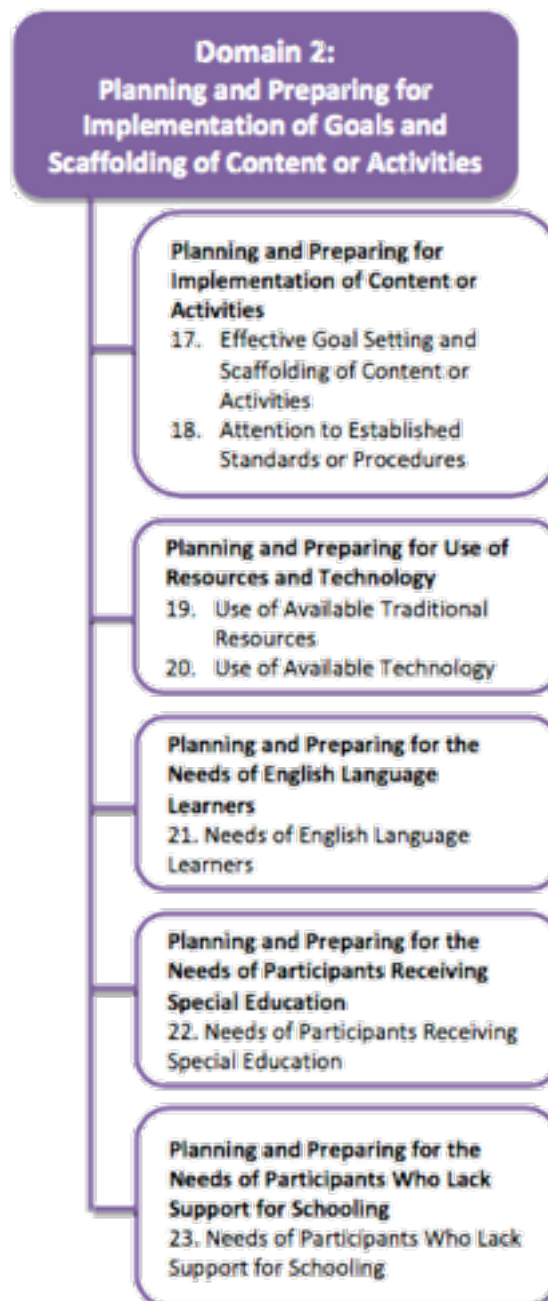 Domain 2:
Planning and Preparing for
Implementation of Goals and
Scaffolding of Content or Activities
Planning and Preparing for
Implementation of Content or
Activities
17. Effective Goal Setting and
Scaffolding of Content or
Activities
18. Attention to Established
Standards or Procedures
Planning and Preparing for Use of
Resources and Technology
19. Use of Available Traditional
Resources
20. Use of Available Technology
Planning and Preparing for the
Needs of English Language
Learners
21. Needs of English Language
Learners
Planning and Preparing for the
Needs of Participants Receiving
Special Education
22. Needs of Participants Receiving
Special Education
Planning and Preparing for the
Needs of Participants Who Lack
Support for Schooling
23. Needs of Participants Who Lack
Support for Schooling